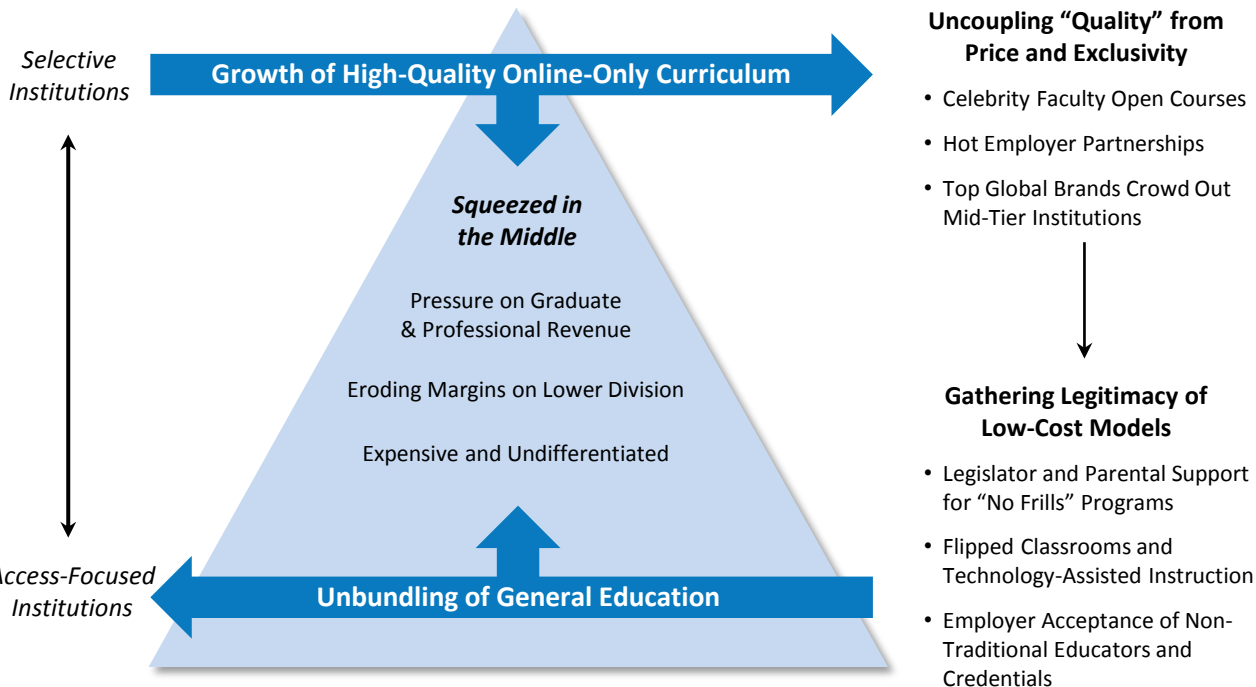 Selective
Institutions
Growth of High-Quality Online-Only Curriculum
Squeezed in
the Middle
Pressure on Graduate
& Professional Revenue
Eroding Margins on Lower Division
Expensive and Undifferentiated
Access-Focused
Institutions
Unbundling of General Education
Uncoupling “Quality” from
Price and Exclusivity
• Celebrity Faculty Open Courses
• Hot Employer Partnerships
• Top Global Brands Crowd Out
Mid-Tier Institutions
Gathering Legitimacy of
Low-Cost Models
• Legislator and Parental Support
for “No Frills” Programs
• Flipped Classrooms and
Technology-Assisted Instruction
• Employer Acceptance of Non-
Traditional Educators and
Credentials